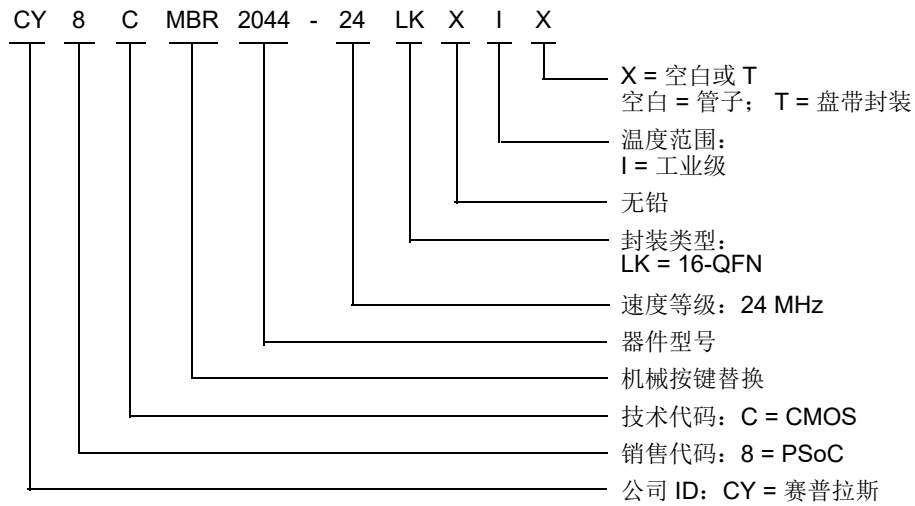 CY 8 C MBR 2044 - 24 LK X I X
X = 空白或 T
空白 = 管子； T = 盘带封装
温度范围：
I = 工业级
无铅
封装类型：
LK = 16-QFN
速度等级：24 MHz
器件型号
机械按键替换
技术代码：C = CMOS
销售代码：8 = PSoC
公司 ID：CY = 赛普拉斯